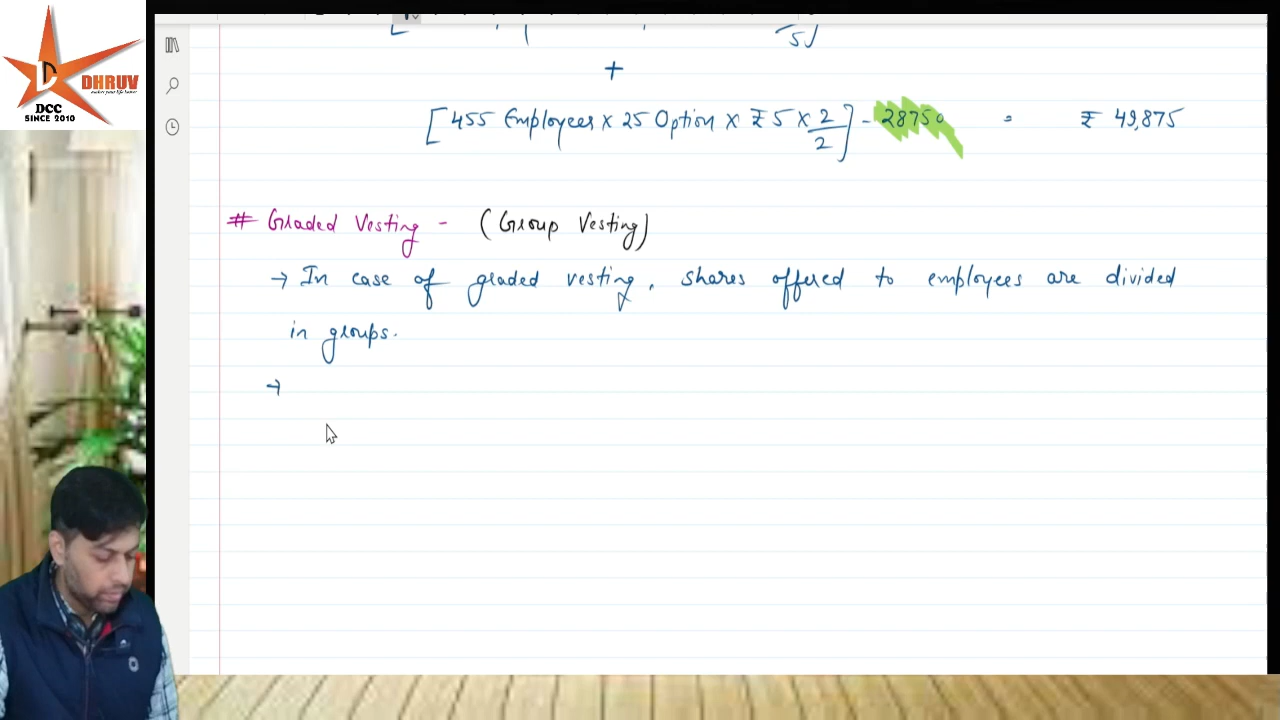 +
[455 Employees × 25 Option × ₹ 5 × 2/2] - 28750 = ₹ 49,875
# Graded Vesting - (Group Vesting)
→ In case of graded vesting, shares offered to employees are divided
in groups.
→
D
DHRUV
DCC
SINCE 2010